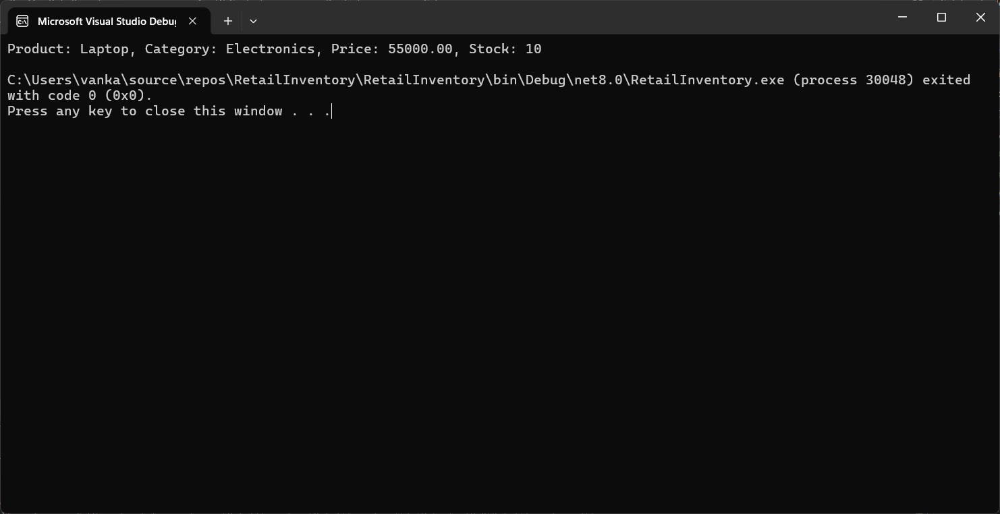 Microsoft Visual Studio Debug
Product: Laptop, Category: Electronics, Price: 55000.00, Stock: 10
C:\Users\vanka\source\repos\RetailInventory\RetailInventory\bin\Debug\net8.0\RetailInventory.exe (process 30048) exited
with code 0 (0x0).
Press any key to close this window . . .